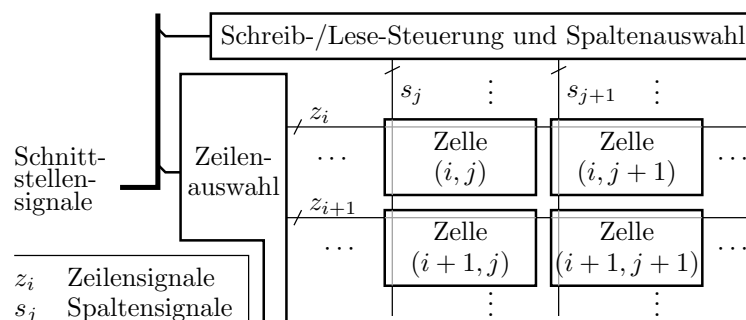 Schreib-/Lese-Steuerung und Spaltenauswahl
s_j ⋮ s_{j+1} ⋮
z_i
Schnitt-
stellen-
signale
Zeilen-
auswahl
... Zelle Zelle ...
(i, j) (i, j + 1)
z_{i+1}
... Zelle Zelle ...
(i + 1, j) (i + 1, j + 1)
⋮ ⋮
z_i Zeilensignale
s_j Spaltensignale